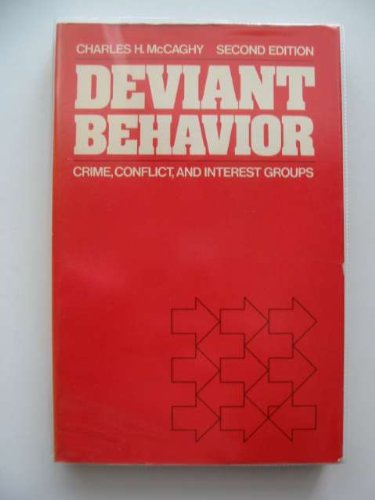 CHARLES H. McCAGHY SECOND EDITION
DEVIANT
BEHAVIOR
CRIME, CONFLICT, AND INTEREST GROUPS